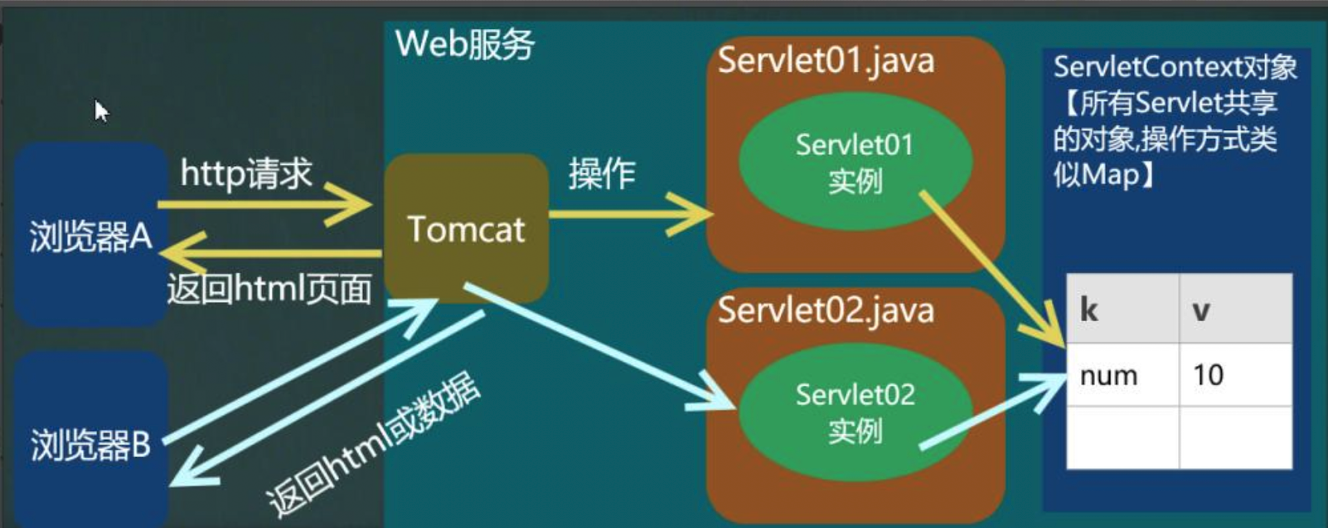 Web服务
Servlet01.java
ServletContext对象
【所有Servlet共享
的对象,操作方式类
似Map】
Servlet01
实例
http请求
操作
浏览器A
Tomcat
返回html页面
Servlet02.java
k v
num 10
Servlet02
实例
浏览器B
返回html或数据